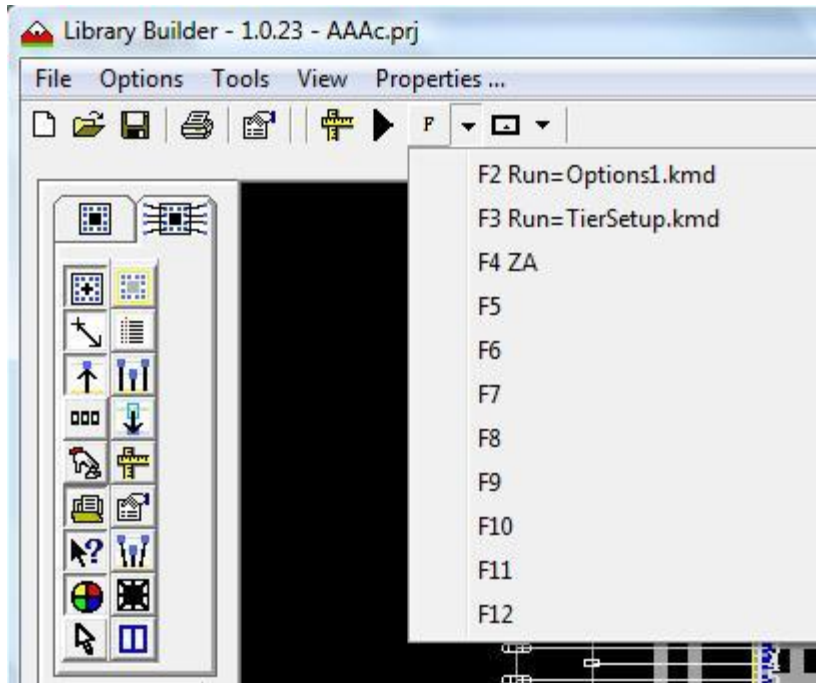 Library Builder - 1.0.23 - AAAc.prj
File Options Tools View Properties ...
F
F2 Run=Options1.kmd
F3 Run=TierSetup.kmd
F4 ZA
F5
F6
F7
F8
F9
F10
F11
F12